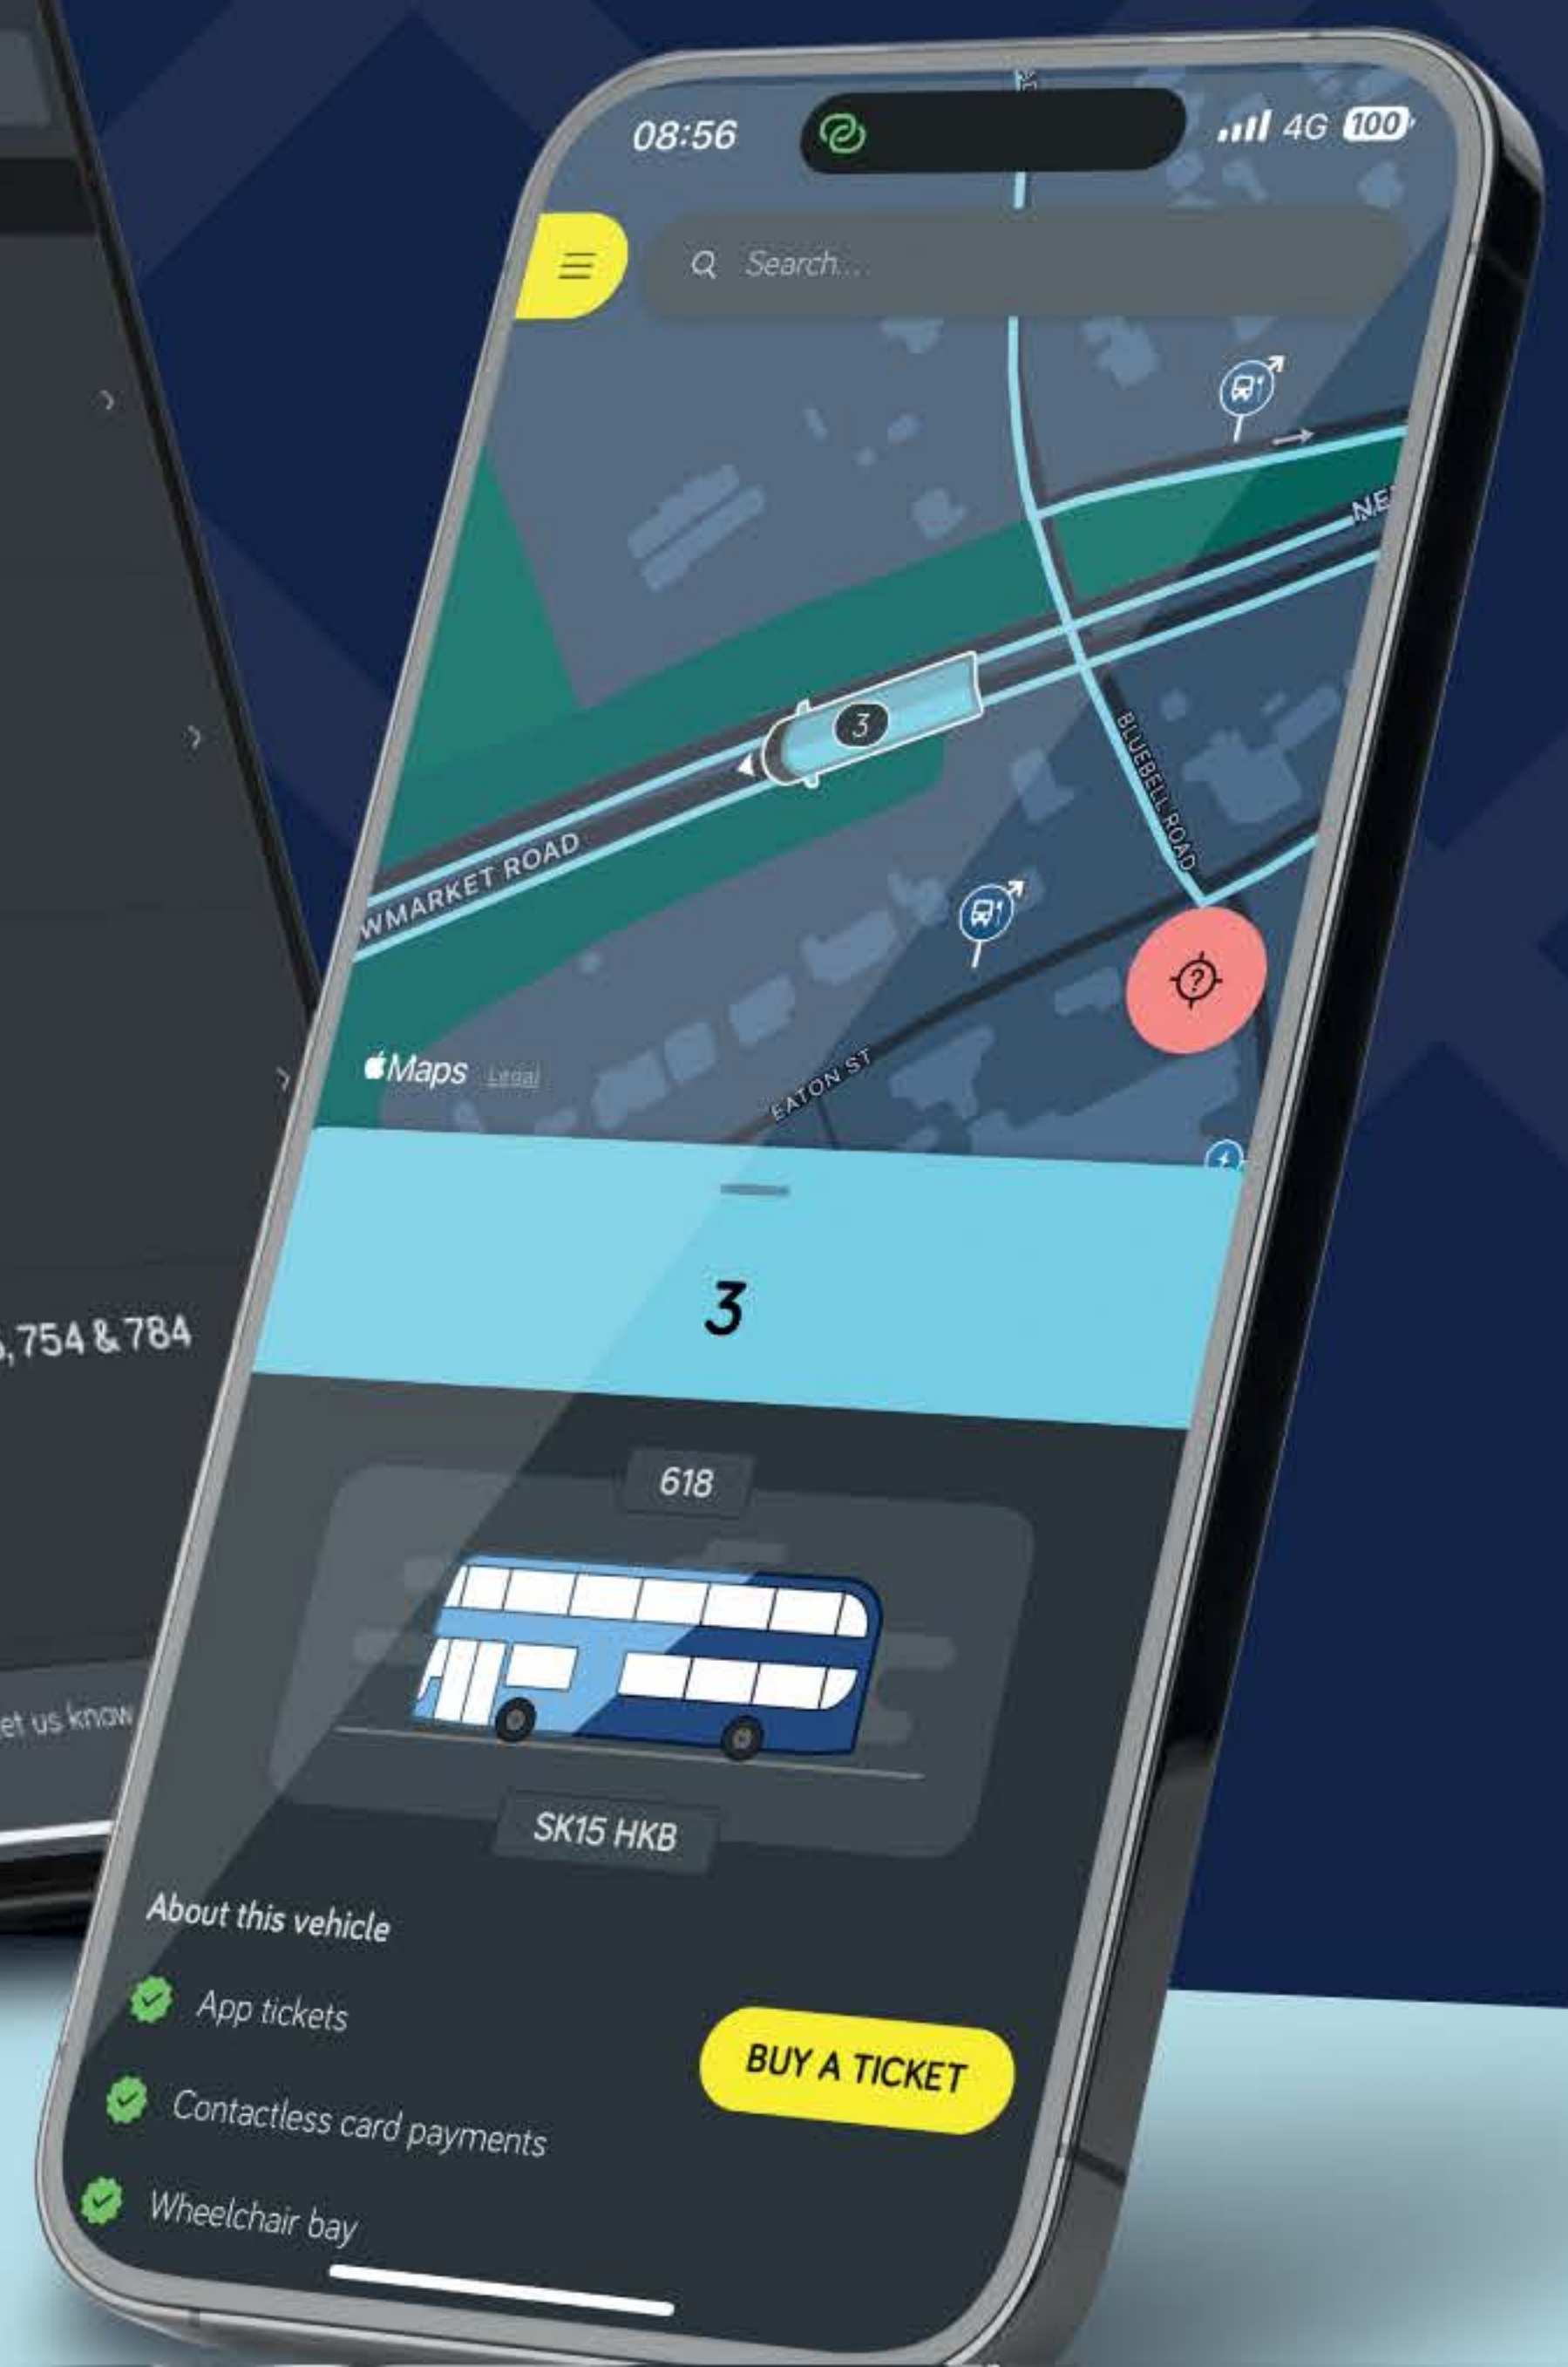 08:56
4G 100
Search...
NE
3
BLUEBELL ROAD
WMARKET ROAD
Maps Legal
EATON ST
3
, 754 & 784
618
et us know
SK15 HKB
About this vehicle
App tickets
BUY A TICKET
Contactless card payments
Wheelchair bay